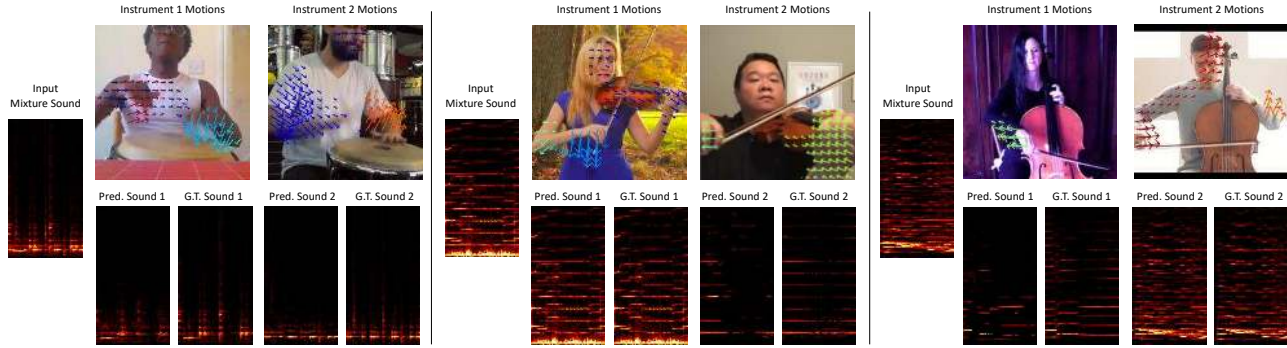 Instrument 1 Motions
Instrument 2 Motions
Input
Mixture Sound
Pred. Sound 1
G.T. Sound 1
Pred. Sound 2
G.T. Sound 2
Instrument 1 Motions
Instrument 2 Motions
Input
Mixture Sound
Pred. Sound 1
G.T. Sound 1
Pred. Sound 2
G.T. Sound 2
Instrument 1 Motions
Instrument 2 Motions
Input
Mixture Sound
Pred. Sound 1
G.T. Sound 1
Pred. Sound 2
G.T. Sound 2